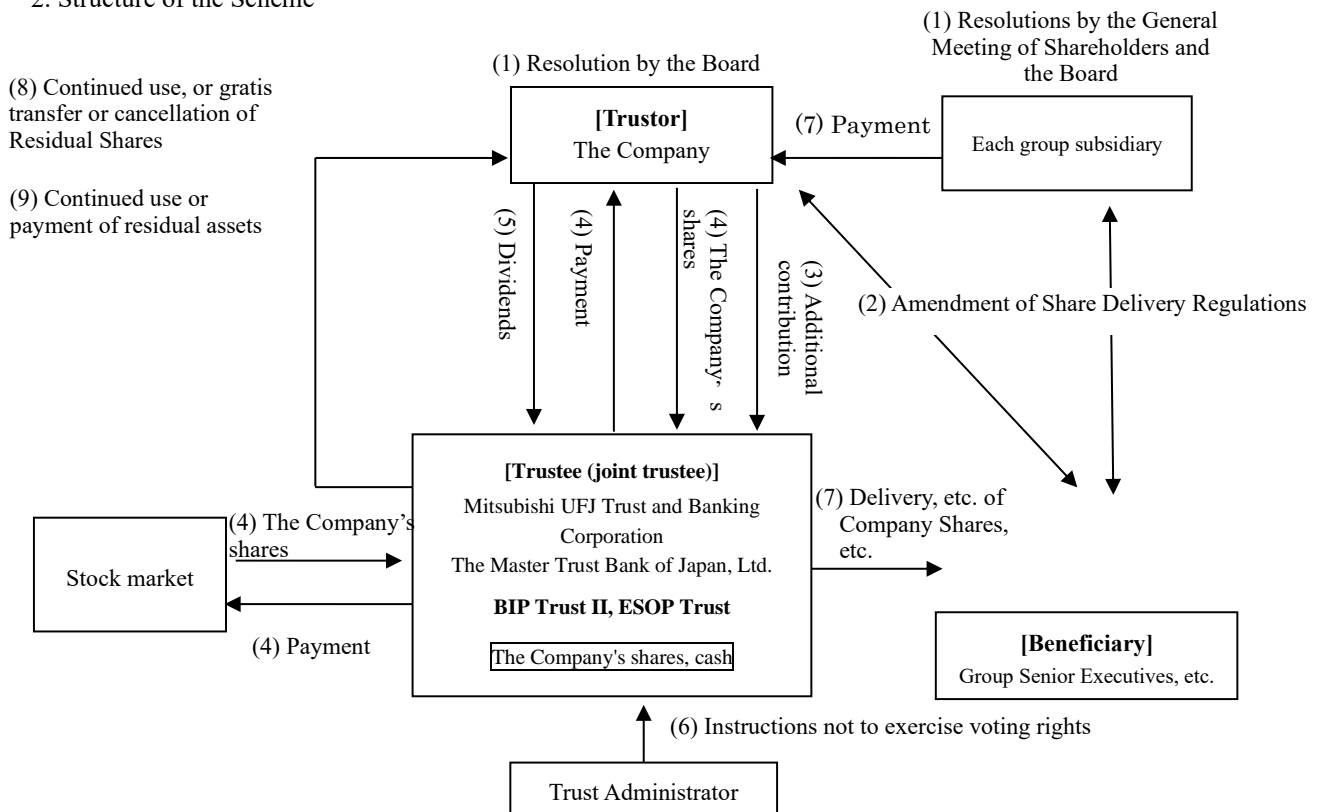 2. Structure of the Scheme
(1) Resolutions by the General
Meeting of Shareholders and
the Board
(1) Resolution by the Board
(8) Continued use, or gratis
transfer or cancellation of
Residual Shares
[Trustor]
The Company
(7) Payment
Each group subsidiary
(9) Continued use or
payment of residual assets
(5) Dividends
(4) Payment
(4) The Company's
shares
(3) Additional
contribution
(2) Amendment of Share Delivery Regulations
[Trustee (joint trustee)]
Mitsubishi UFJ Trust and Banking
Corporation
The Master Trust Bank of Japan, Ltd.
BIP Trust II, ESOP Trust
The Company's shares, cash
(7) Delivery, etc. of
Company Shares,
etc.
(4) The Company’s
shares
Stock market
(4) Payment
[Beneficiary]
Group Senior Executives, etc.
(6) Instructions not to exercise voting rights
Trust Administrator